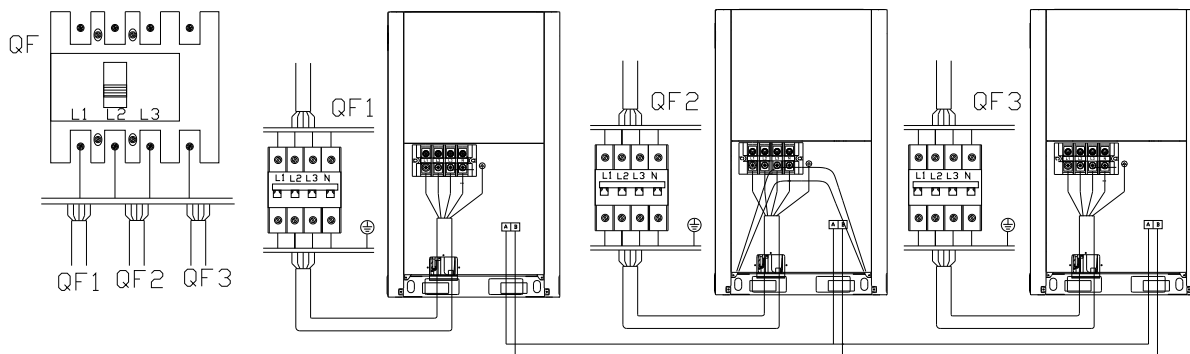 QF
L1 L2 L3
QF1 QF2 QF3
QF1
L1 L2 L3 N
A B
QF2
L1 L2 L3 N
A B
QF3
L1 L2 L3 N
A B